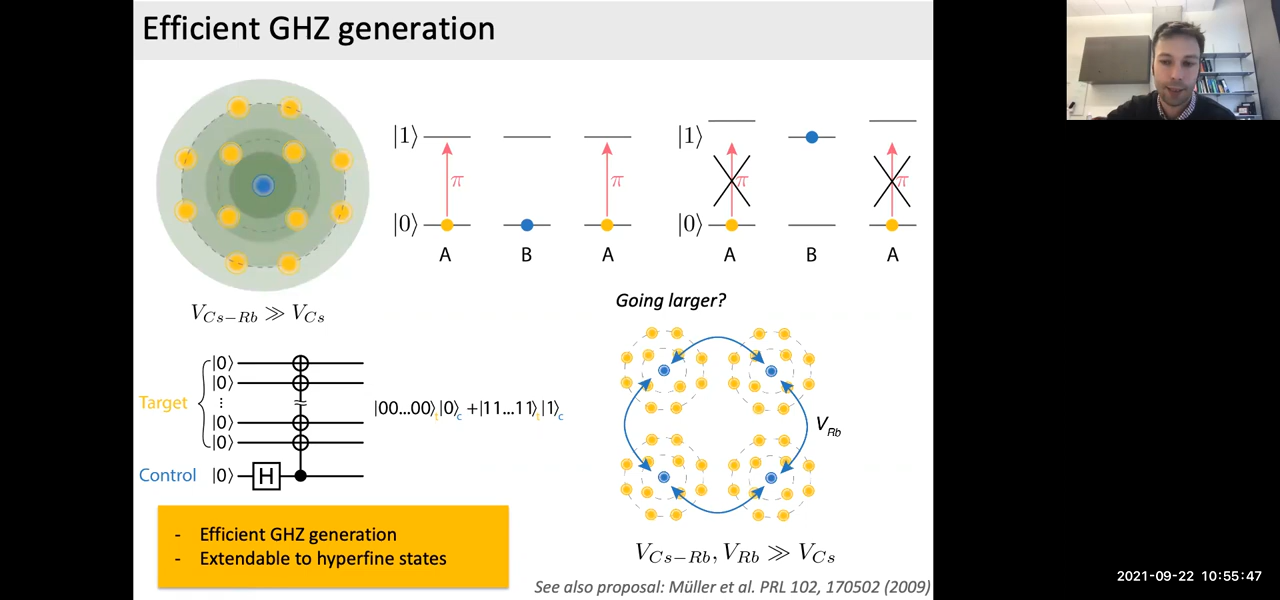 Efficient GHZ generation
|1⟩
π
π
|0⟩
A
B
A
|1⟩
π
π
|0⟩
A
B
A
V_{Cs−Rb} ≫ V_{Cs}
Going larger?
|0⟩
|0⟩
Target
⋮
|0⟩
|0⟩
Control |0⟩ H
|00...00⟩_t|0⟩_c +|11...11⟩_t|1⟩_c
V_{Rb}
- Efficient GHZ generation
- Extendable to hyperfine states
V_{Cs−Rb}, V_{Rb} ≫ V_{Cs}
See also proposal: Müller et al. PRL 102, 170502 (2009)
2021-09-22 10:55:47